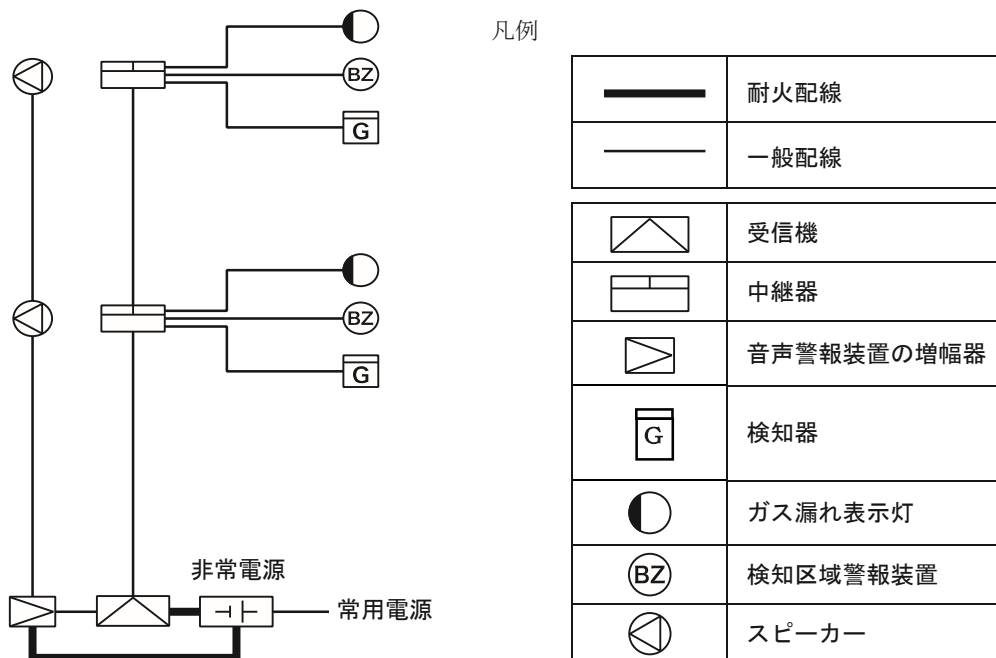 BZ
G
BZ
G
非常電源
常用電源
凡例
耐火配線
一般配線
受信機
中継器
音声警報装置の増幅器
G
検知器
ガス漏れ表示灯
BZ
検知区域警報装置
スピーカー